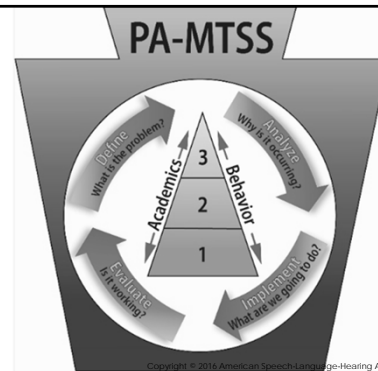 PA-MTSS
Define
What is the problem?
Analyze
Why is it occurring?
Implement
What are we going to do?
Evaluate
Is it working?
Academics
Behavior
3
2
1
Copyright © 2016 American Speech-Language-Hearing A